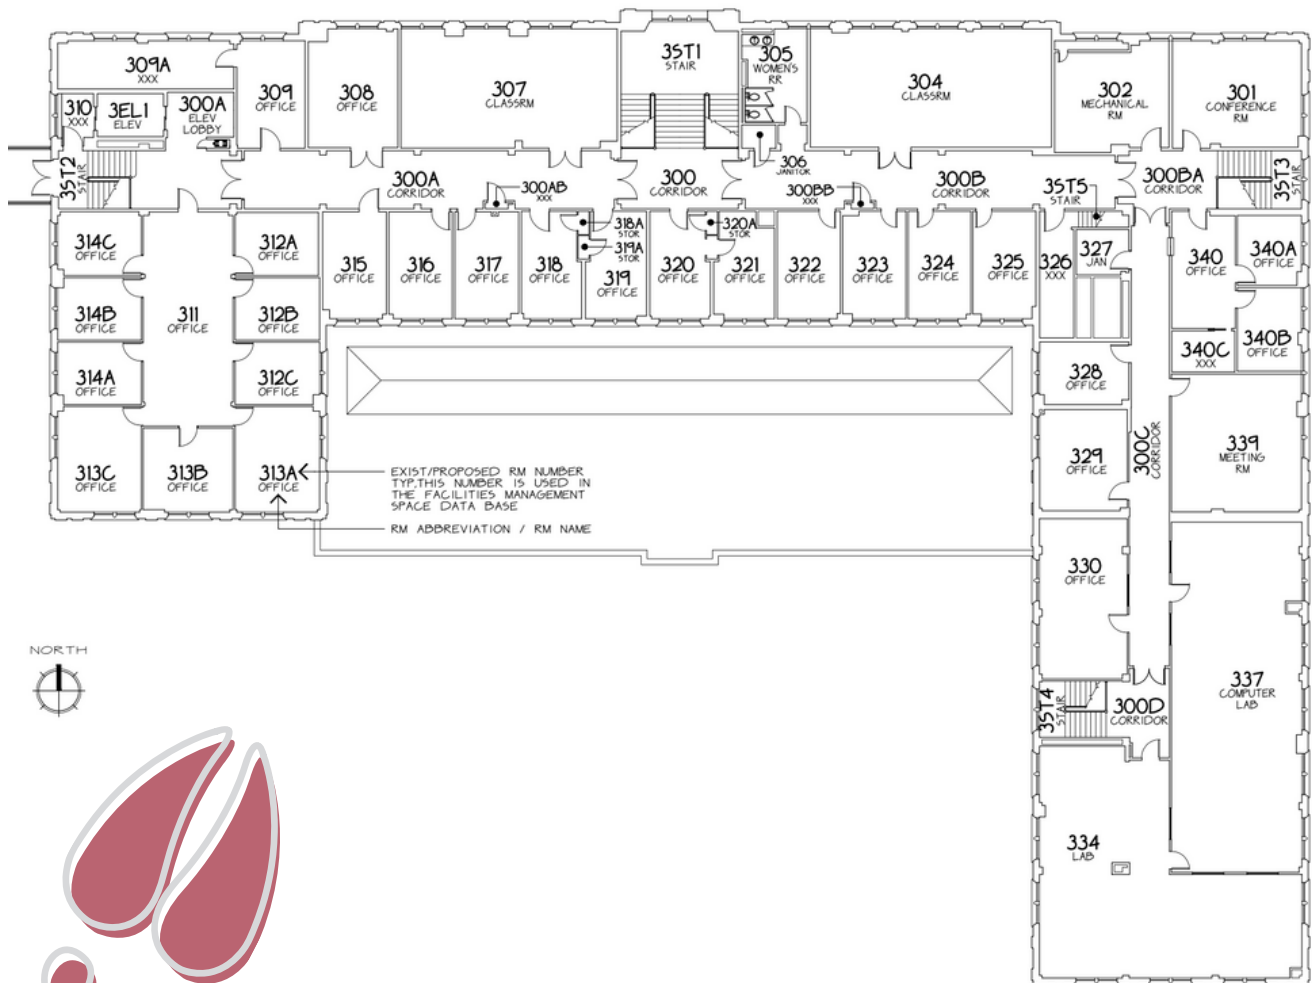 309A
XXX
310
XXX
3EL1
ELEV
300A
ELEV
LOBBY
309
OFFICE
308
OFFICE
307
CLASSRM
3ST1
STAIR
305
WOMEN'S
RR
304
CLASSRM
302
MECHANICAL
RM
301
CONFERENCE
RM
3ST2
STAIR
300A
CORRIDOR
300AB
XXX
300
CORRIDOR
306
JANITOR
300BB
XXX
300B
CORRIDOR
3ST5
STAIR
300BA
CORRIDOR
3ST3
STAIR
314C
OFFICE
312A
OFFICE
315
OFFICE
316
OFFICE
317
OFFICE
318
OFFICE
318A
STOR
319A
STOR
319
OFFICE
320
OFFICE
320A
STOR
321
OFFICE
322
OFFICE
323
OFFICE
324
OFFICE
325
OFFICE
326
XXX
327
JAN
340
OFFICE
340A
OFFICE
314B
OFFICE
311
OFFICE
312B
OFFICE
340C
XXX
340B
OFFICE
314A
OFFICE
312C
OFFICE
328
OFFICE
313C
OFFICE
313B
OFFICE
313A
OFFICE
EXIST/PROPOSED RM NUMBER
TYP,THIS NUMBER IS USED IN
THE FACILITIES MANAGEMENT
SPACE DATA BASE
RM ABBREVIATION / RM NAME
329
OFFICE
300C
CORRIDOR
339
MEETING
RM
330
OFFICE
NORTH
3ST4
STAIR
300D
CORRIDOR
337
COMPUTER
LAB
334
LAB